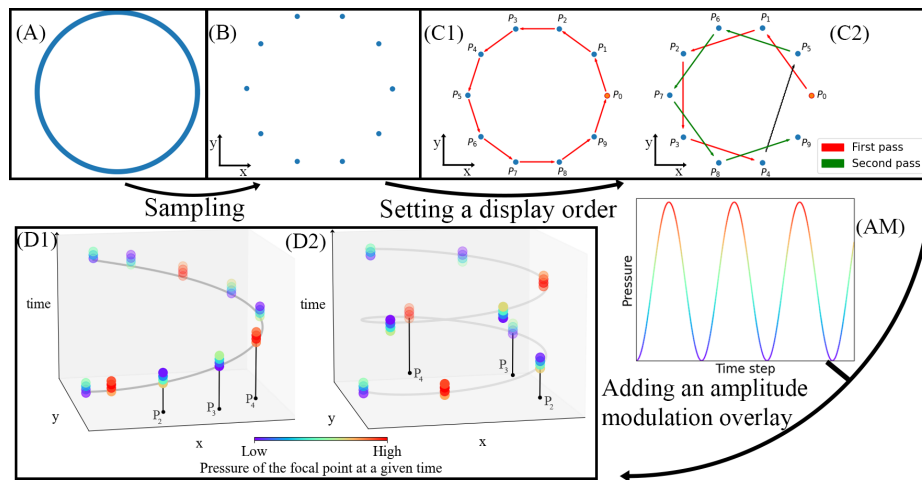 (A)
(B)
y
x
(C1)
P0
P1
P2
P3
P4
P5
P6
P7
P8
P9
y
x
(C2)
P0
P1
P2
P3
P4
P5
P6
P7
P8
P9
y
x
First pass
Second pass
Sampling
Setting a display order
(D1)
time
y
x
P2
P3
P4
(D2)
time
y
x
P4
P3
P2
Low
High
Pressure of the focal point at a given time
(AM)
Pressure
Time step
Adding an amplitude
modulation overlay